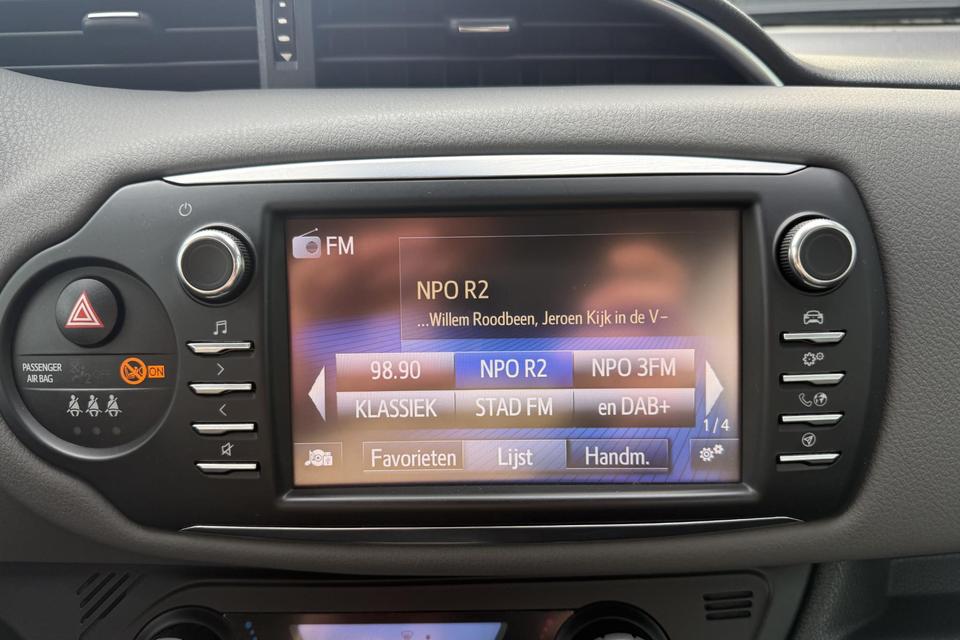 FM
NPO R2
...Willem Roodbeen, Jeroen Kijk in de V-
98.90 NPO R2 NPO 3FM
KLASSIEK STAD FM en DAB+
1/4
Favorieten Lijst Handm.
PASSENGER
AIR BAG
ON